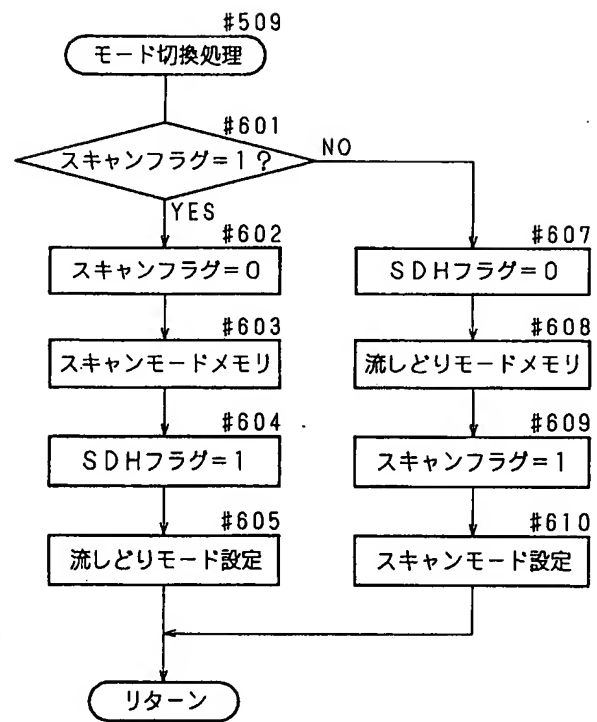 #509
モード切換処理
#601
スキャンフラグ=1?
NO
YES
#602
スキャンフラグ=0
#603
スキャンモードメモリ
#604
SDHフラグ=1
#605
流しどりモード設定
#607
SDHフラグ=0
#608
流しどりモードメモリ
#609
スキャンフラグ=1
#610
スキャンモード設定
リターン